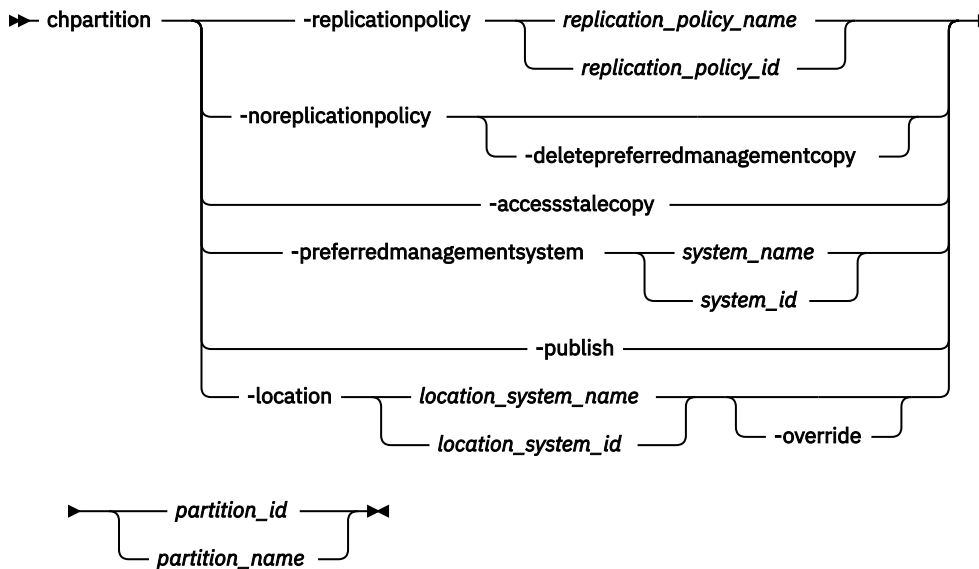 chpartition -replicationpolicy replication_policy_name
replication_policy_id
-noreplicationpolicy
-deletepreferredmanagementcopy
-accessstalecopy
-preferredmanagementsystem system_name
system_id
-publish
-location location_system_name
location_system_id -override
partition_id
partition_name